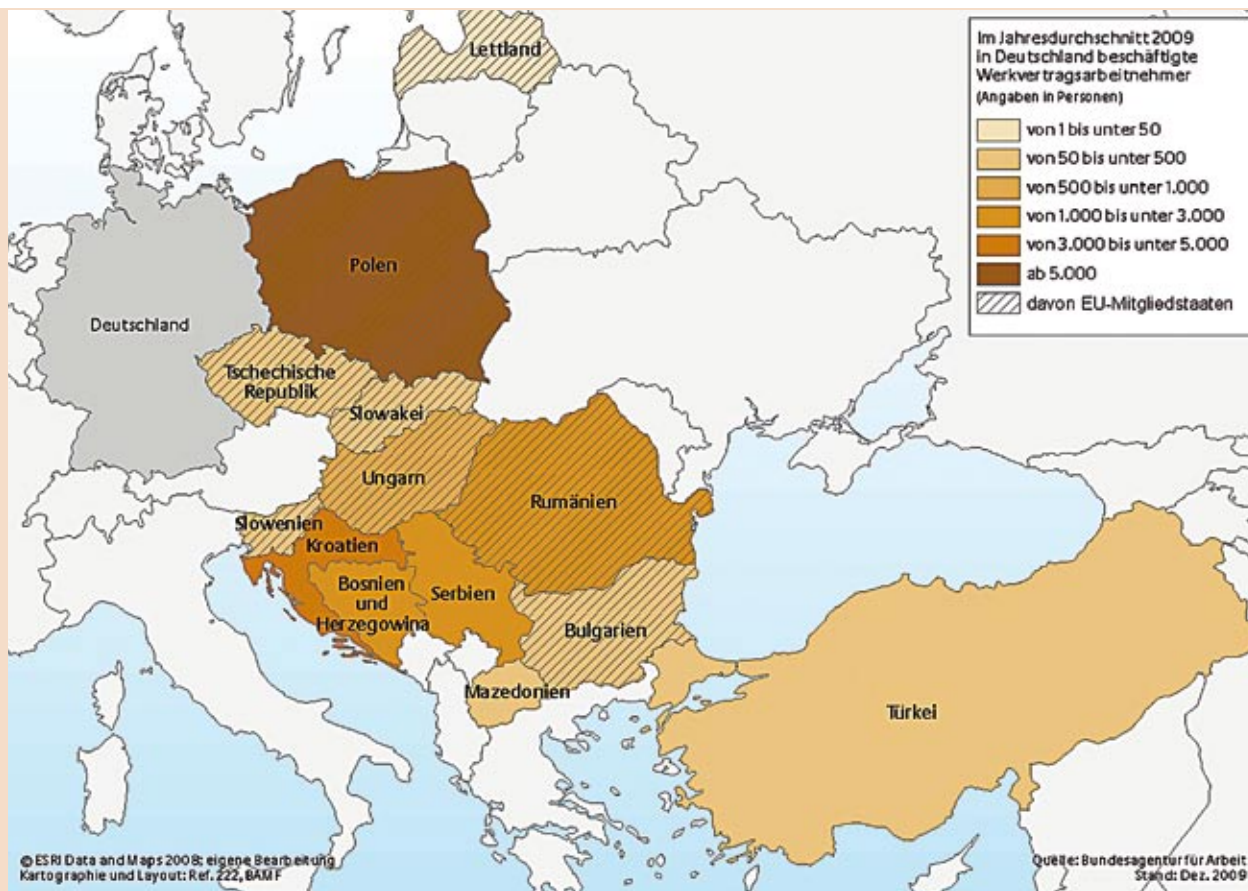 Im Jahresdurchschnitt 2009
in Deutschland beschäftigte
Werkvertragsarbeitnehmer
(Angaben in Personen)
von 1 bis unter 50
von 50 bis unter 500
von 500 bis unter 1.000
von 1.000 bis unter 3.000
von 3.000 bis unter 5.000
ab 5.000
davon EU-Mitgliedstaaten
Lettland
Polen
Deutschland
Tschechische
Republik
Slowakei
Ungarn
Rumänien
Slowenien
Kroatien
Bosnien
und
Herzegowina
Serbien
Bulgarien
Mazedonien
Türkei
© ESRI Data and Maps 2008; eigene Bearbeitung
Kartographie und Layout: Ref. 222, BAMF
Quelle: Bundesagentur für Arbeit
Stand: Dez. 2009